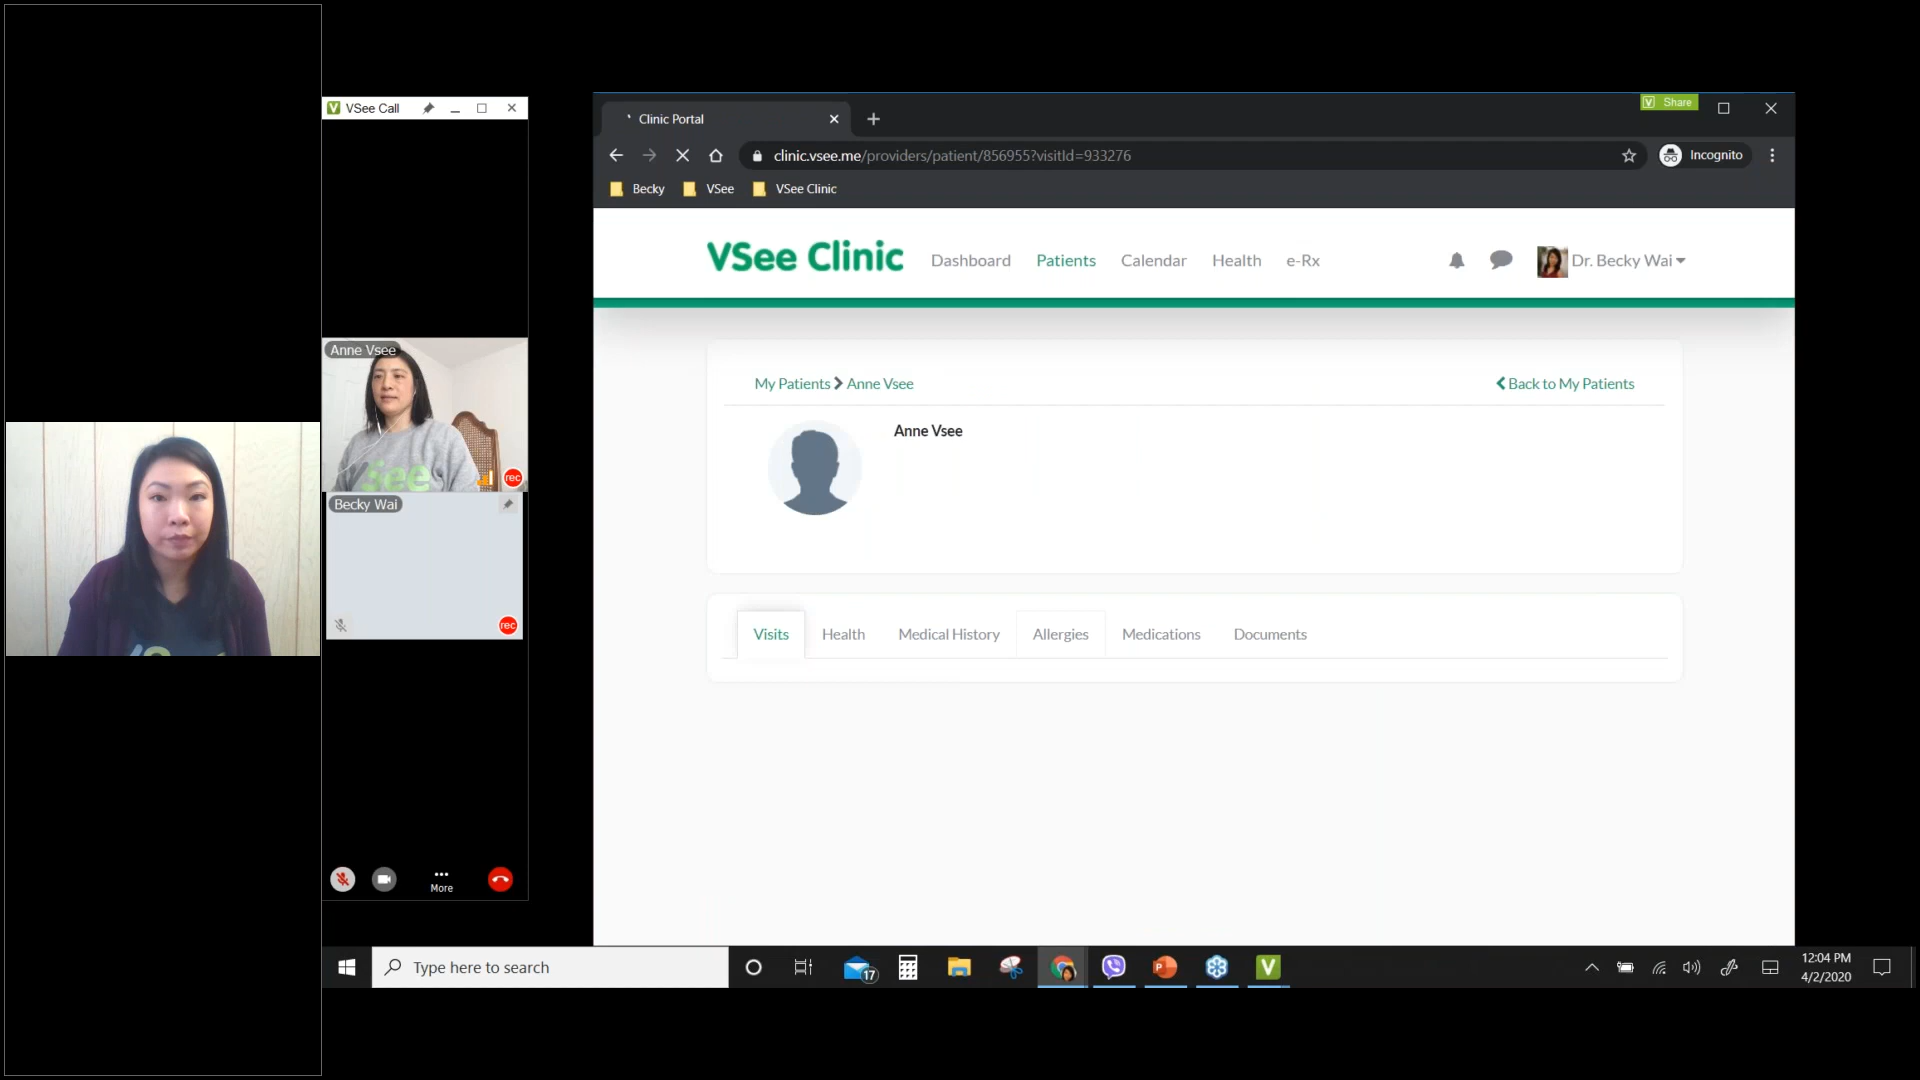 VSee Call
Anne Vsee
VSee
rec
Becky Wai
rec
More
Clinic Portal
Share
clinic.vsee.me/providers/patient/856955?visitId=933276
Incognito
Becky
VSee
VSee Clinic
VSee Clinic
Dashboard
Patients
Calendar
Health
e-Rx
Dr. Becky Wai
My Patients
Anne Vsee
Back to My Patients
Anne Vsee
Visits
Health
Medical History
Allergies
Medications
Documents
Type here to search
17
12:04 PM
4/2/2020